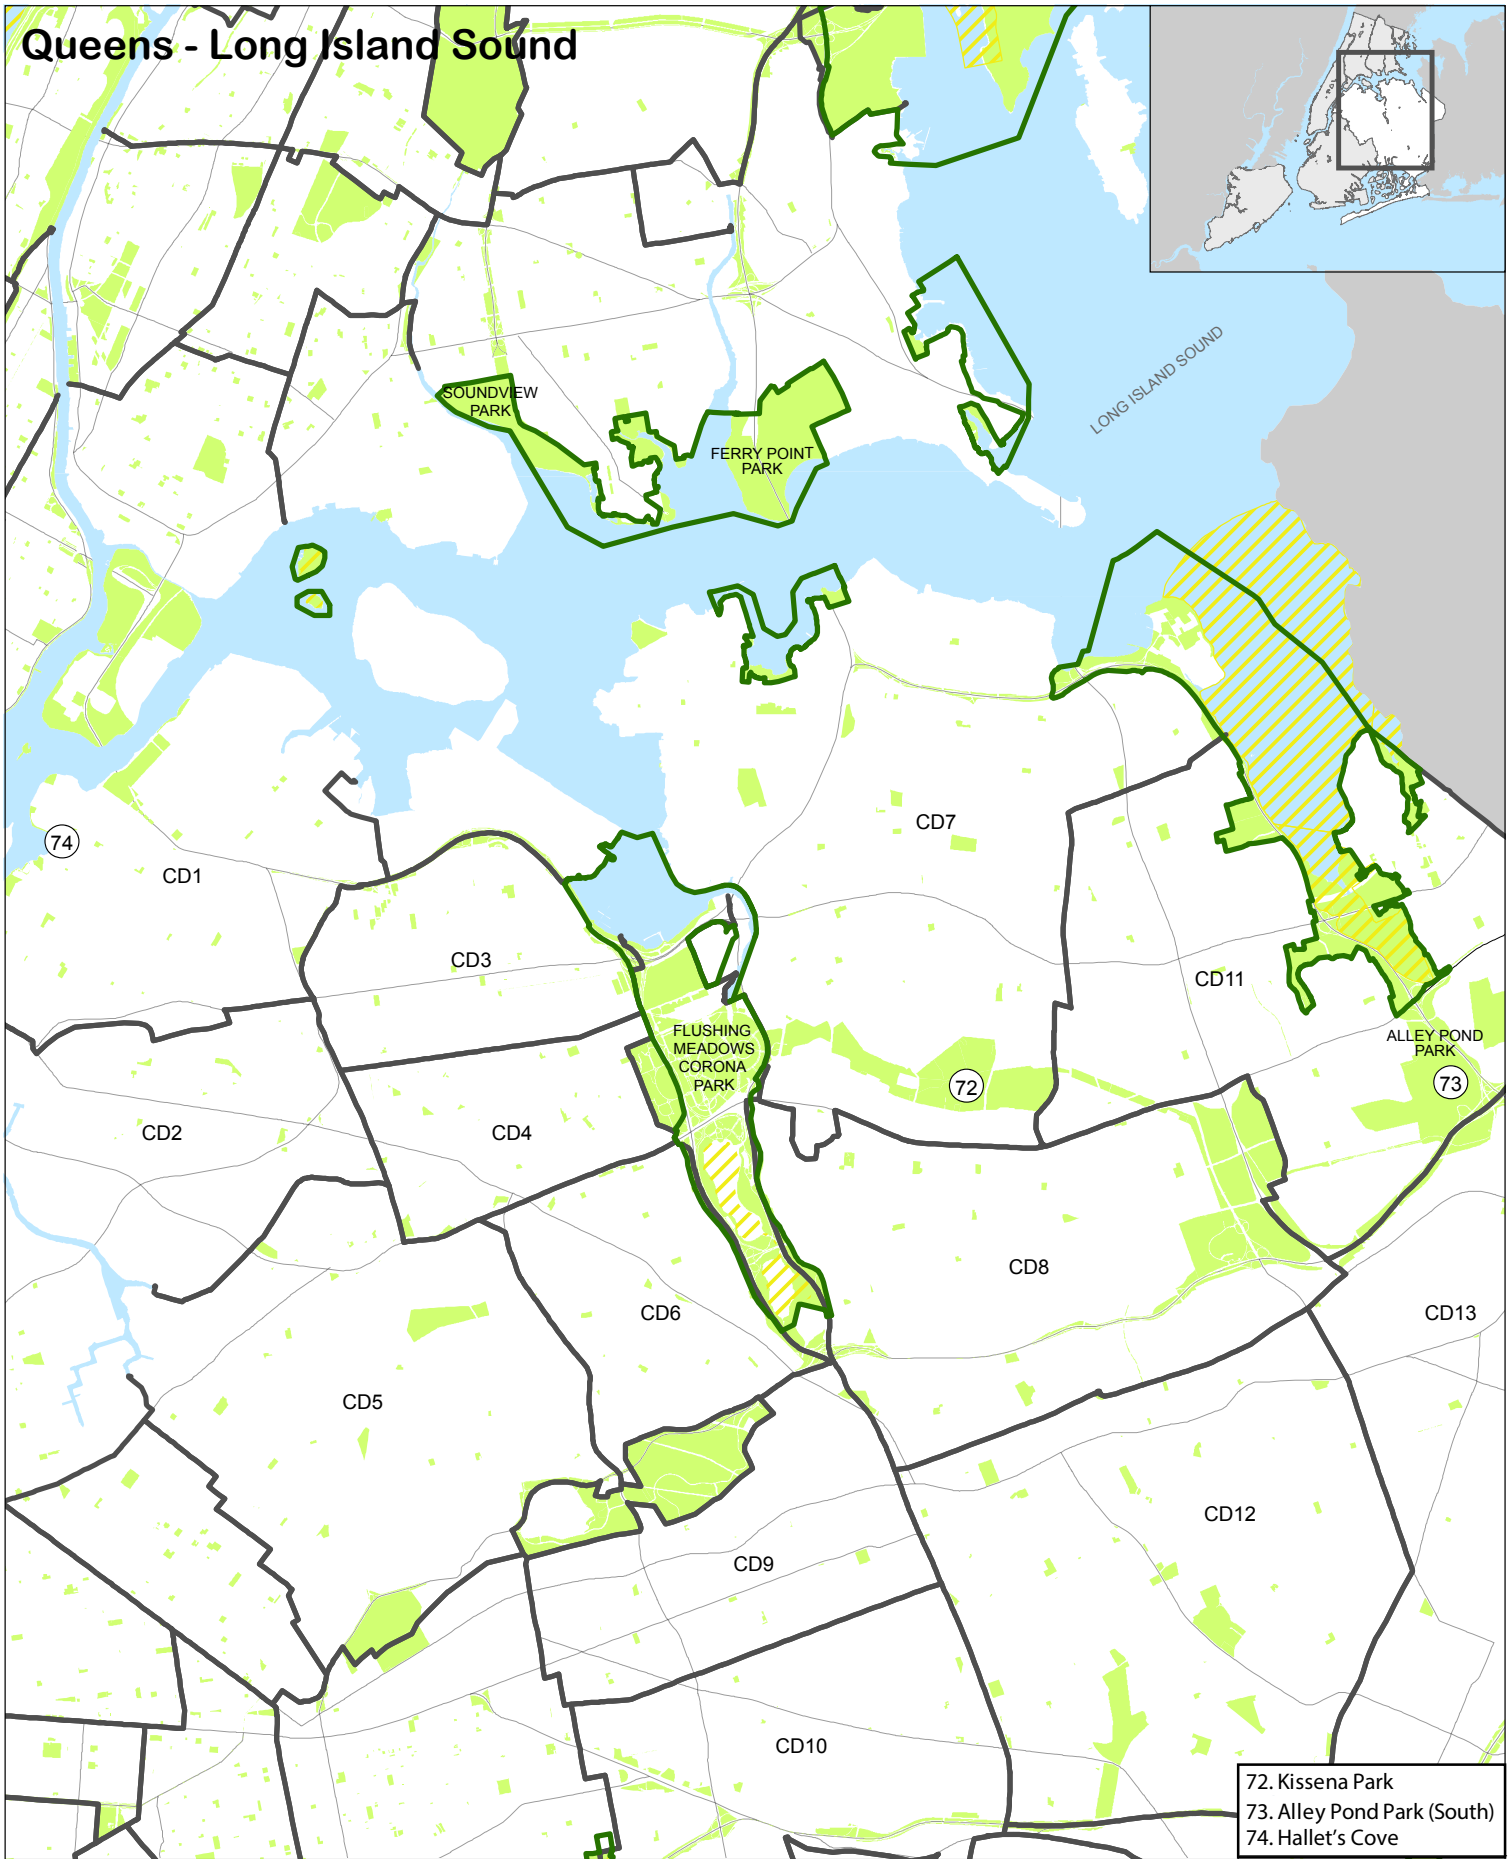 Queens - Long Island Sound
LONG ISLAND SOUND
SOUNDVIEW
PARK
FERRY POINT
PARK
74
CD1
CD7
CD3
CD11
FLUSHING
MEADOWS
CORONA
PARK
ALLEY POND
PARK
72
73
CD2
CD4
CD8
CD6
CD13
CD5
CD12
CD9
CD10
72. Kissena Park
73. Alley Pond Park (South)
74. Hallet's Cove